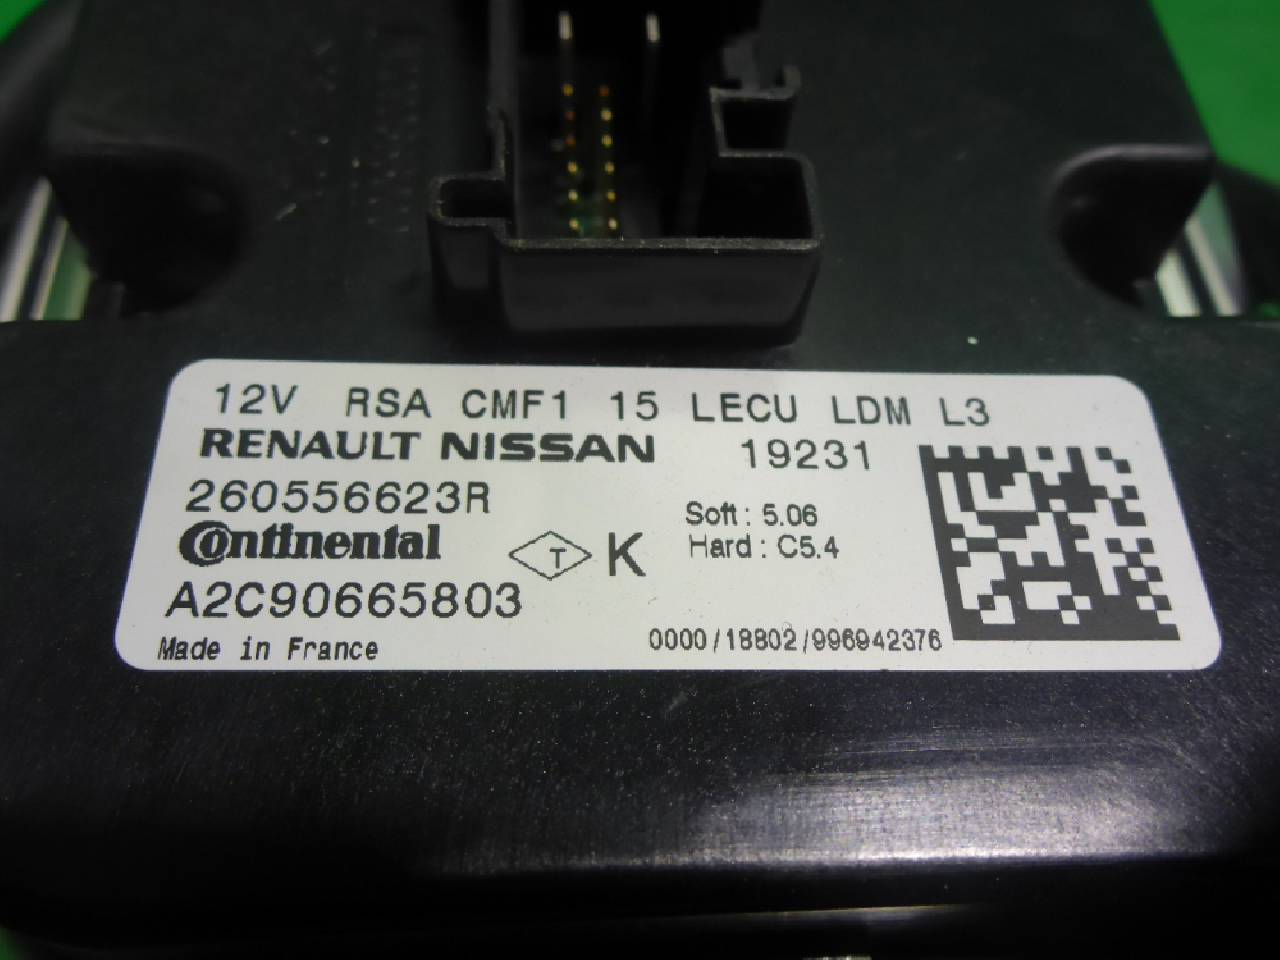 12V RSA CMF1 15 LECU LDM L3
RENAULT NISSAN 19231
260556623R
Soft: 5.06
Continental T K Hard: C5.4
A2C90665803
Made in France 0000/18802/996942376